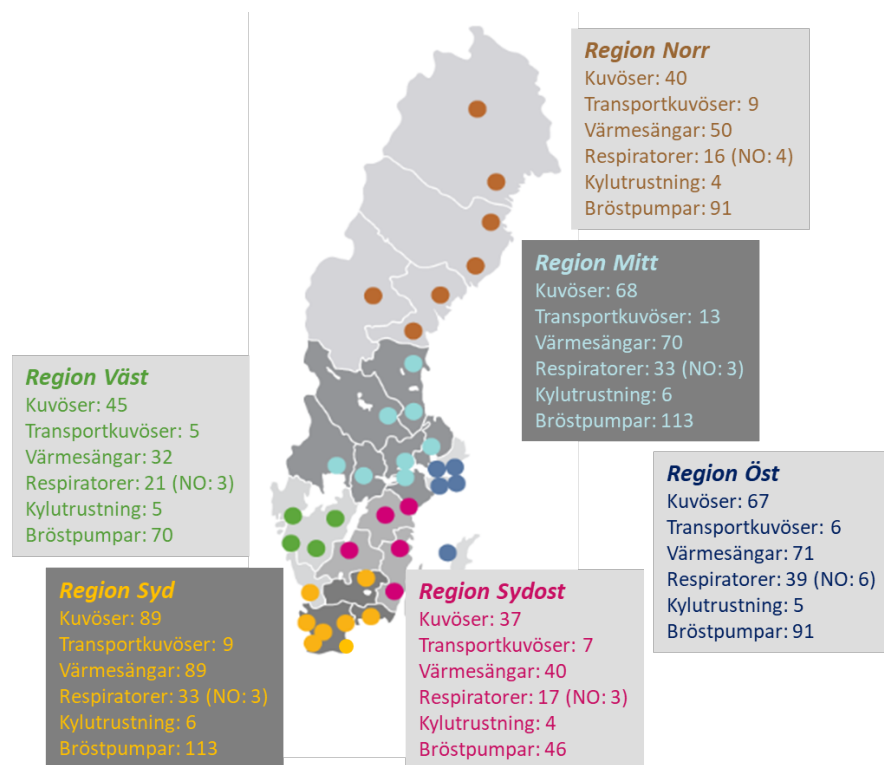 Region Norr
Kuvöser: 40
Transportkuvöser: 9
Värmesängar: 50
Respiratorer: 16 (NO: 4)
Kylutrustning: 4
Bröstpumpar: 91
Region Mitt
Kuvöser: 68
Transportkuvöser: 13
Värmesängar: 70
Respiratorer: 33 (NO: 3)
Kylutrustning: 6
Bröstpumpar: 113
Region Väst
Kuvöser: 45
Transportkuvöser: 5
Värmesängar: 32
Respiratorer: 21 (NO: 3)
Kylutrustning: 5
Bröstpumpar: 70
Region Öst
Kuvöser: 67
Transportkuvöser: 6
Värmesängar: 71
Respiratorer: 39 (NO: 6)
Kylutrustning: 5
Bröstpumpar: 91
Region Syd
Kuvöser: 89
Transportkuvöser: 9
Värmesängar: 89
Respiratorer: 33 (NO: 3)
Kylutrustning: 6
Bröstpumpar: 113
Region Sydost
Kuvöser: 37
Transportkuvöser: 7
Värmesängar: 40
Respiratorer: 17 (NO: 3)
Kylutrustning: 4
Bröstpumpar: 46